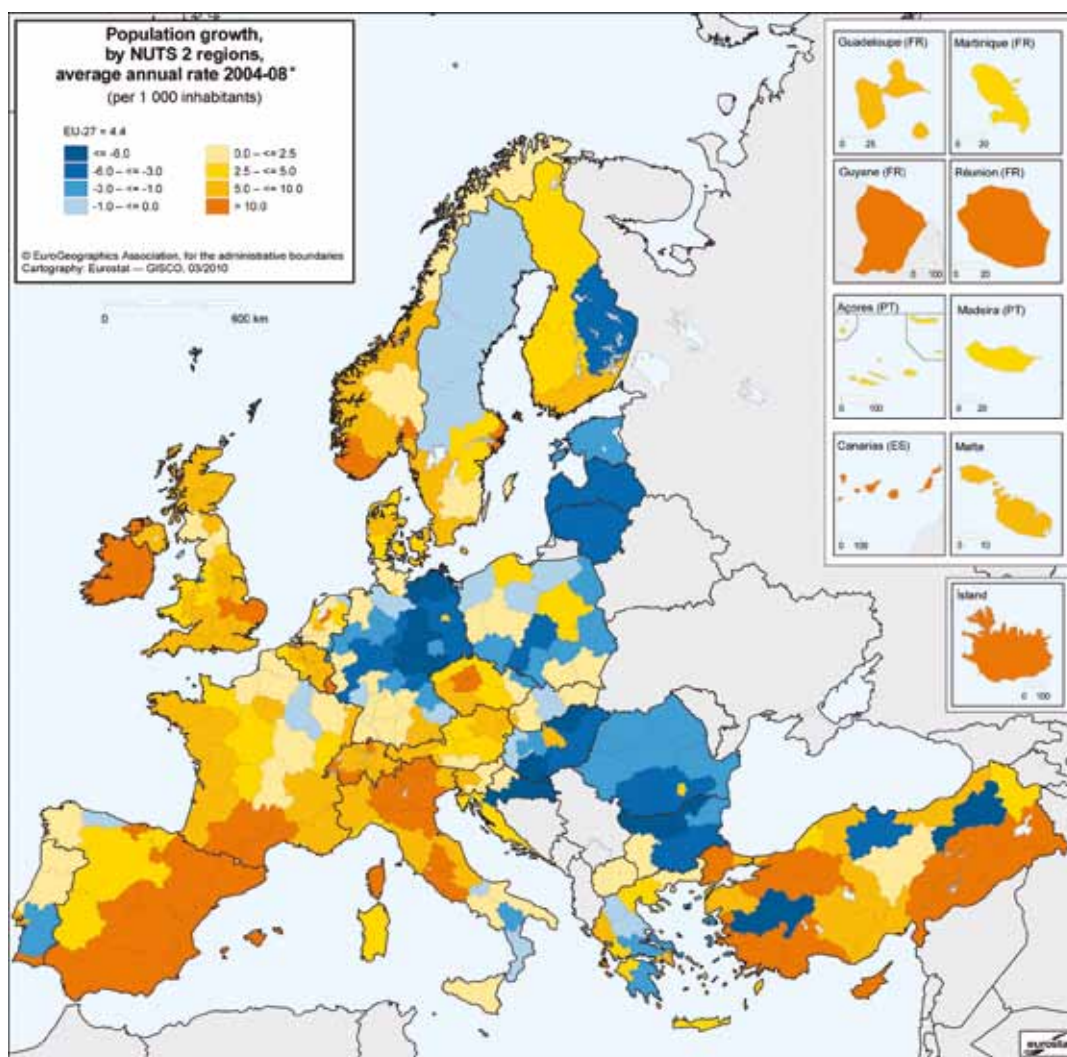 Population growth,
by NUTS 2 regions,
average annual rate 2004-08*
(per 1 000 inhabitants)
EU-27 = 4.4
<= -6.0
-6.0 – <= -3.0
-3.0 – <= -1.0
-1.0 – <= 0.0
0.0 – <= 2.5
2.5 – <= 5.0
5.0 – <= 10.0
> 10.0
© EuroGeographics Association, for the administrative boundaries
Cartography: Eurostat — GISCO, 03/2010
0 600 km
Guadeloupe (FR)
0 25
Martinique (FR)
0 20
Guyane (FR)
0 100
Réunion (FR)
0 20
Açores (PT)
0 100
Madeira (PT)
0 20
Canarias (ES)
0 100
Malta
0 10
Island
0 100
eurostat